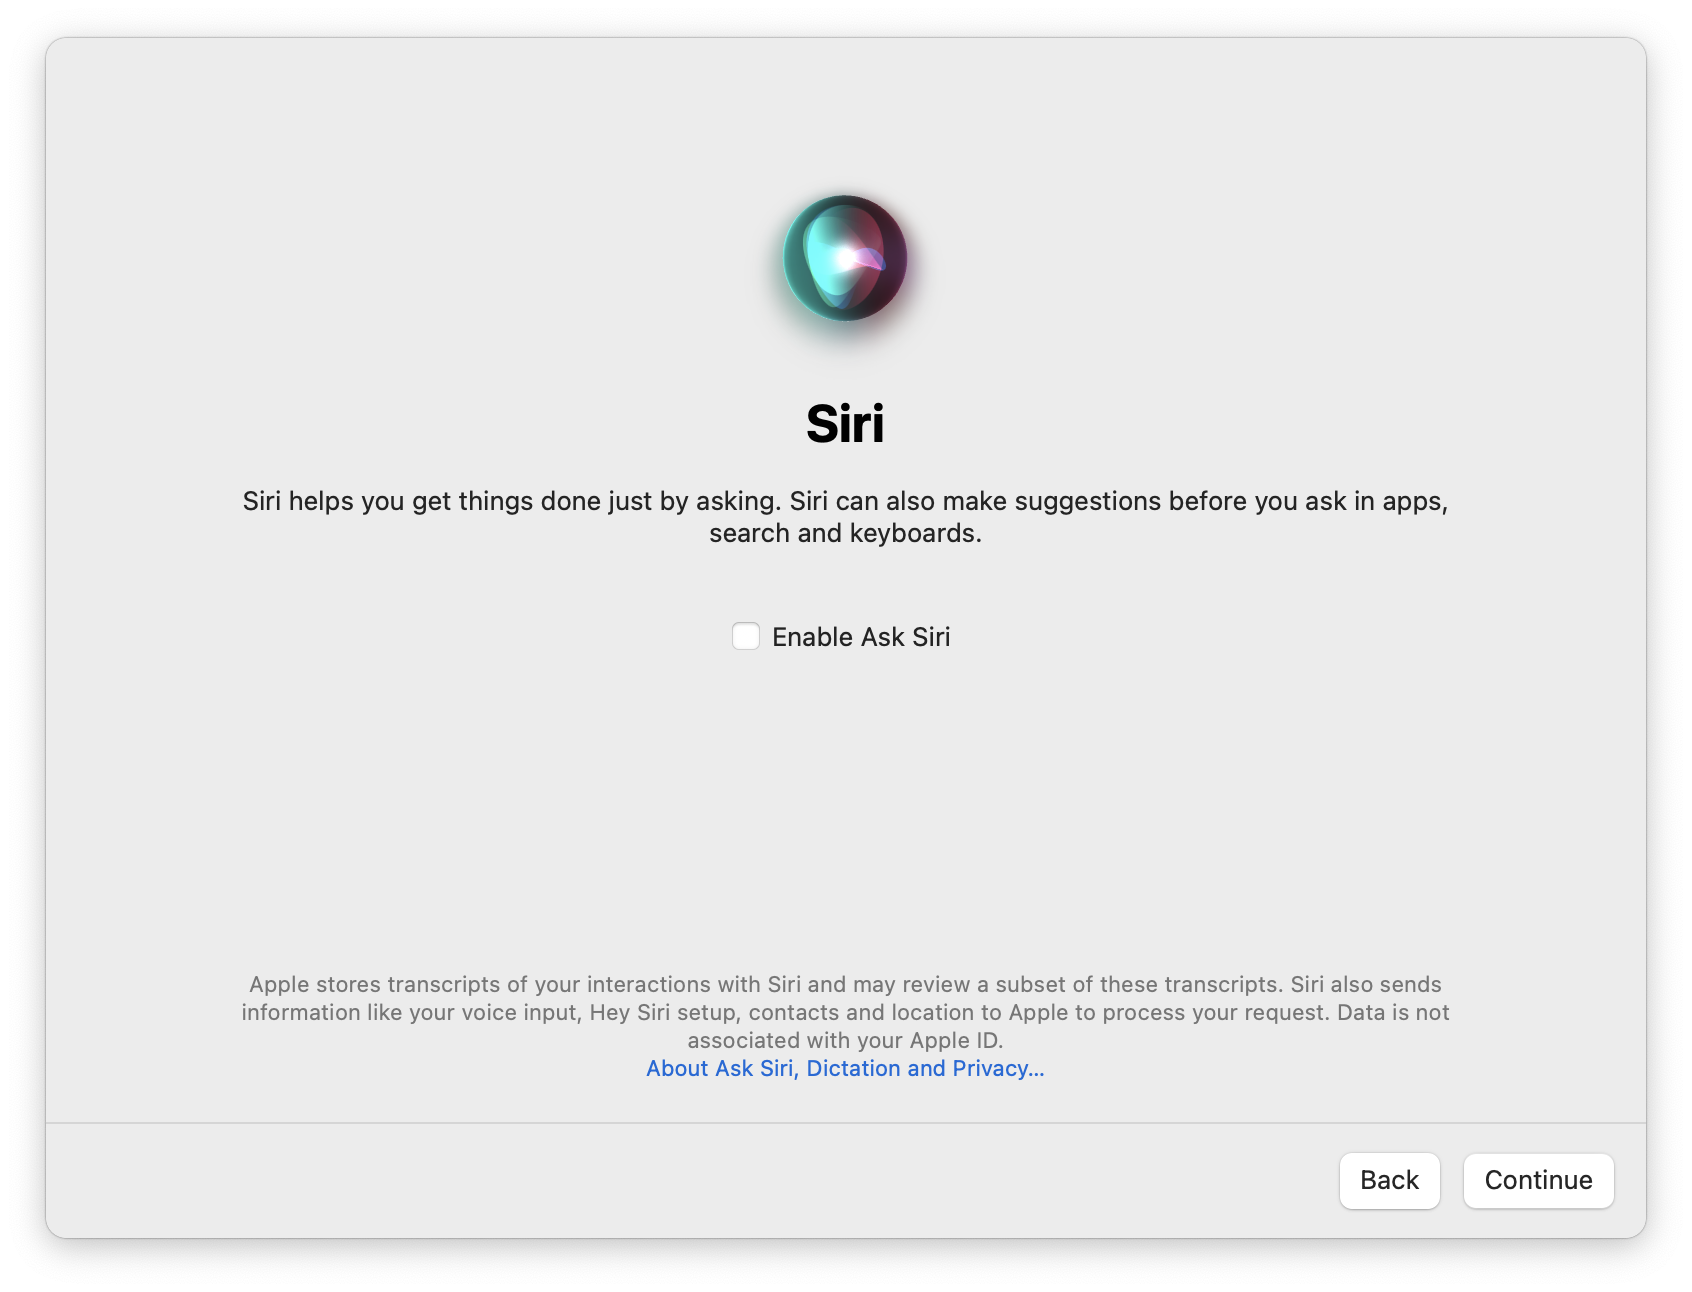 Siri
Siri helps you get things done just by asking. Siri can also make suggestions before you ask in apps,
search and keyboards.
Enable Ask Siri
Apple stores transcripts of your interactions with Siri and may review a subset of these transcripts. Siri also sends
information like your voice input, Hey Siri setup, contacts and location to Apple to process your request. Data is not
associated with your Apple ID.
About Ask Siri, Dictation and Privacy...
Back
Continue